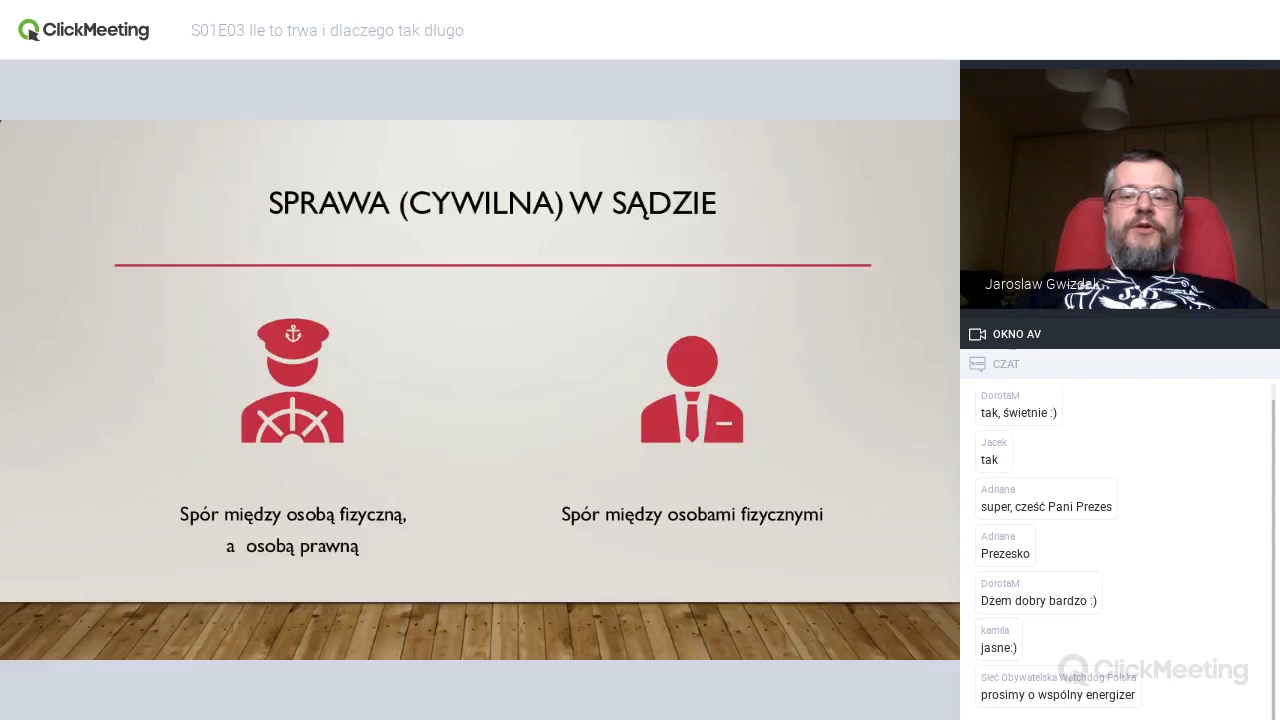 ClickMeeting
S01E03 Ile to trwa i dlaczego tak długo
SPRAWA (CYWILNA) W SĄDZIE
Spór między osobą fizyczną,
a osobą prawną
Spór między osobami fizycznymi
Jaroslaw Gwizdak
OKNO AV
CZAT
DorotaM
tak, świetnie :)
Jacek
tak
Adriana
super, cześć Pani Prezes
Adriana
Prezesko
DorotaM
Dżem dobry bardzo :)
kamila
jasne:)
Sieć Obywatelska Watchdog Polska
prosimy o wspólny energizer
ClickMeeting